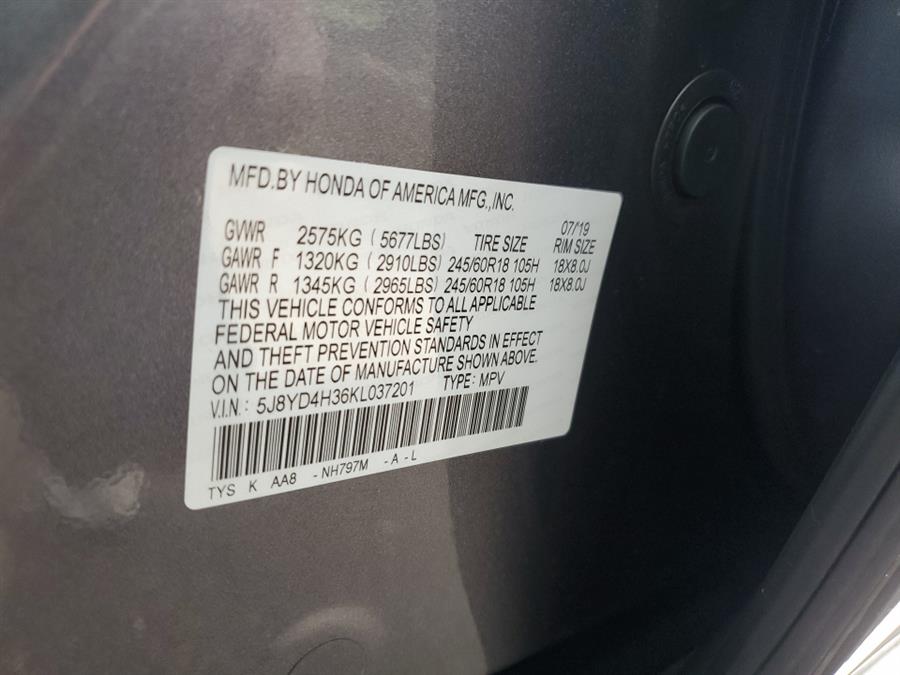 MFD.BY HONDA OF AMERICA MFG.,INC.
07/19
GVWR 2575KG ( 5677LBS) TIRE SIZE RIM SIZE
GAWR F 1320KG ( 2910LBS) 245/60R18 105H 18X8.0J
GAWR R 1345KG ( 2965LBS) 245/60R18 105H 18X8.0J
THIS VEHICLE CONFORMS TO ALL APPLICABLE
FEDERAL MOTOR VEHICLE SAFETY
AND THEFT PREVENTION STANDARDS IN EFFECT
ON THE DATE OF MANUFACTURE SHOWN ABOVE.
V.I.N.: 5J8YD4H36KL037201 TYPE: MPV
TYS K AA8 - NH797M - A - L